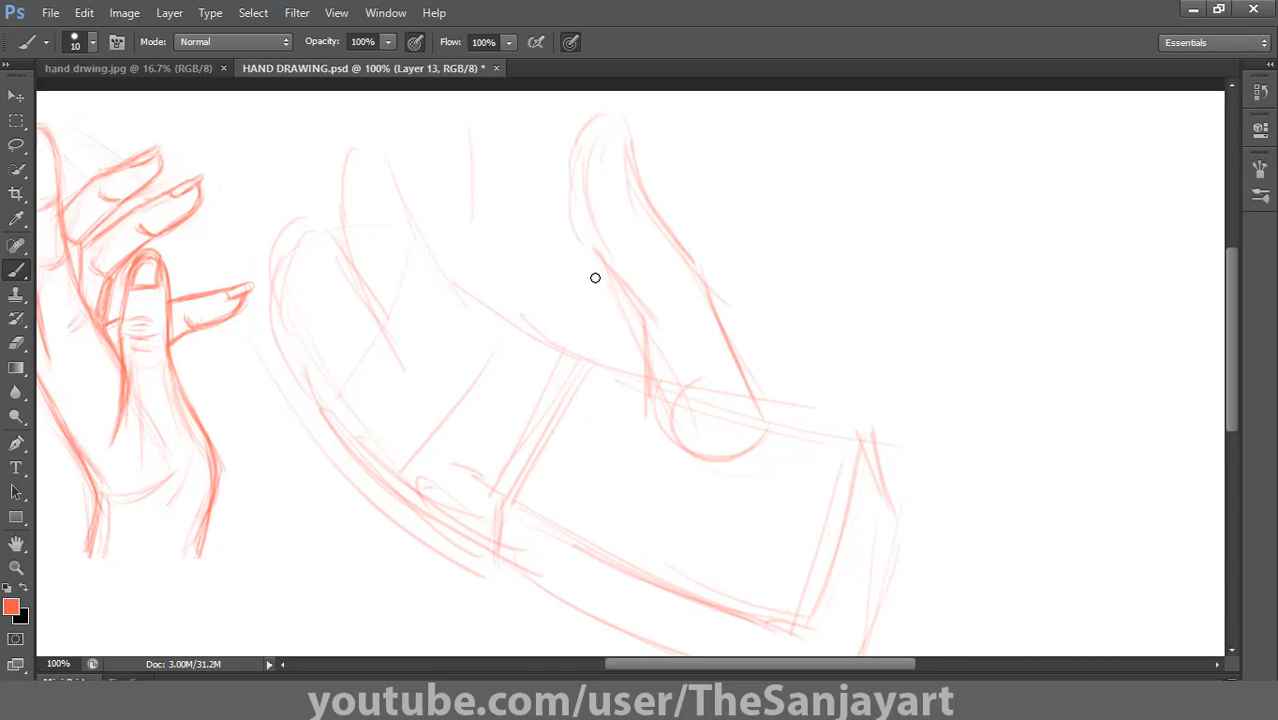 Ps File Edit Image Layer Type Select Filter View Window Help
10 Mode: Normal Opacity: 100% Flow: 100% Essentials
hand drwing.jpg @ 16.7% (RGB/8) × HAND DRAWING.psd @ 100% (Layer 13, RGB/8) * ×
100% Doc: 3.00M/31.2M
youtube.com/user/TheSanjayart